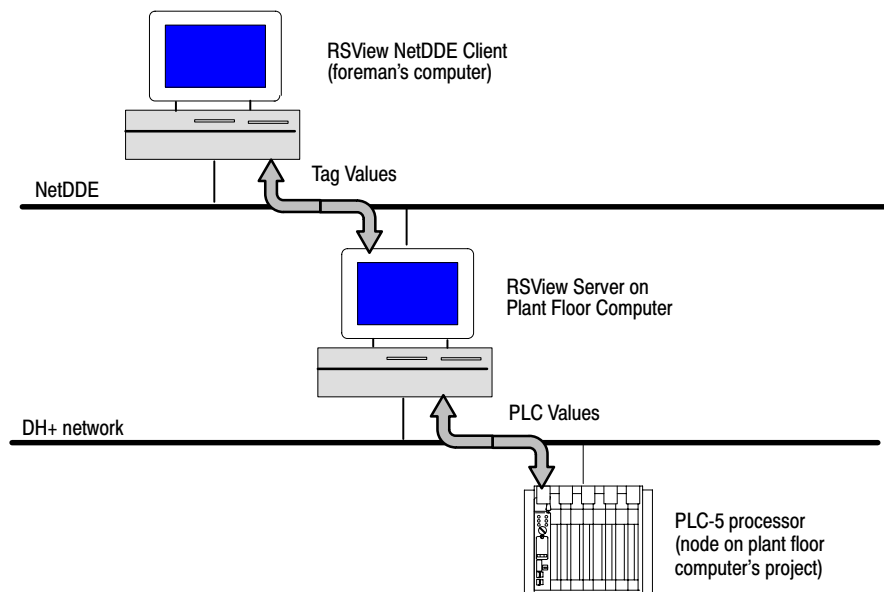 RSView NetDDE Client
(foreman's computer)
Tag Values
NetDDE
RSView Server on
Plant Floor Computer
PLC Values
DH+ network
PLC-5 processor
(node on plant floor
computer's project)